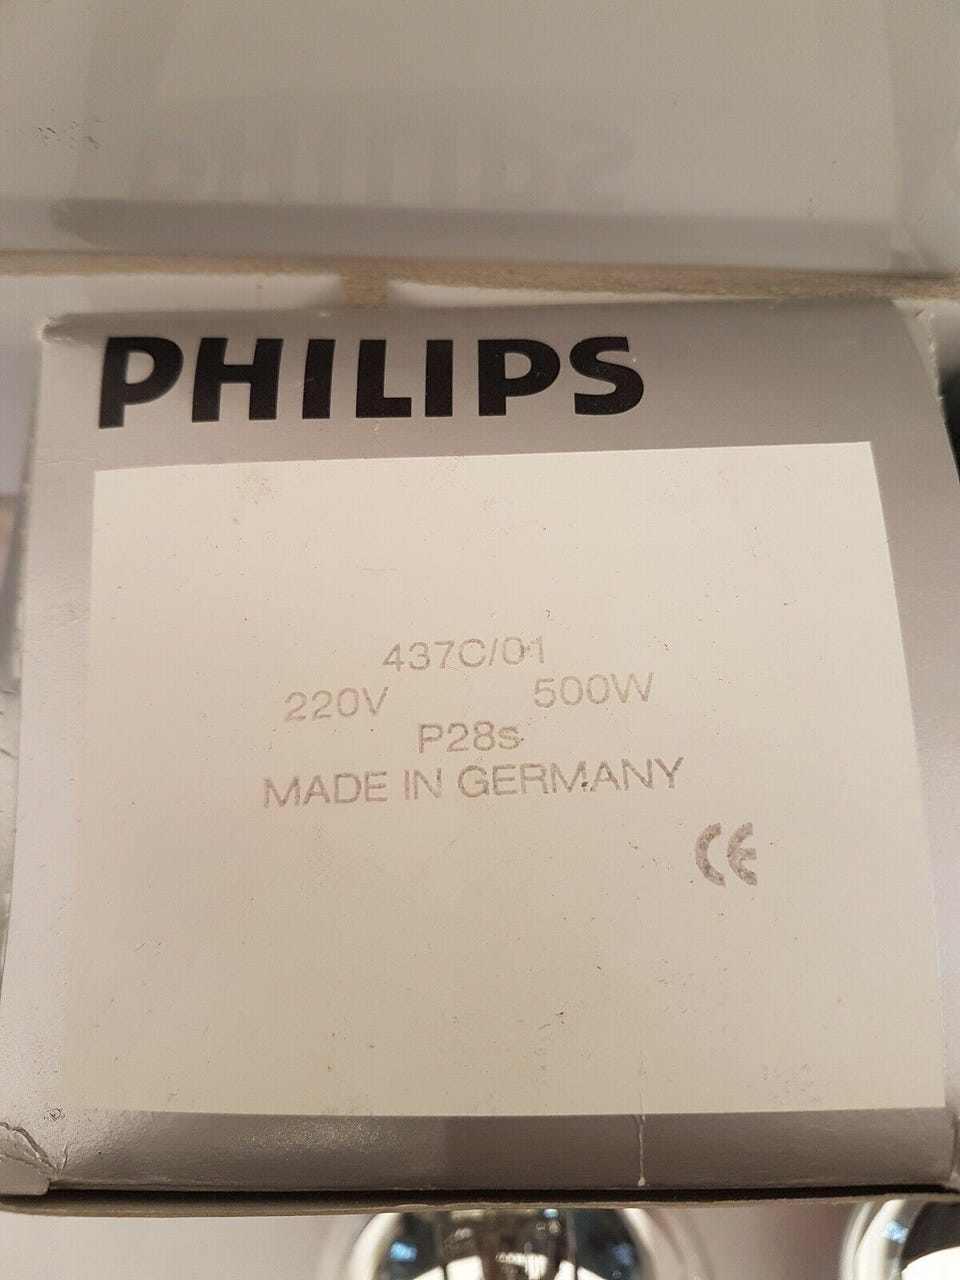 PHILIPS
437C/01
220V 500W
P28s
MADE IN GERMANY
CE